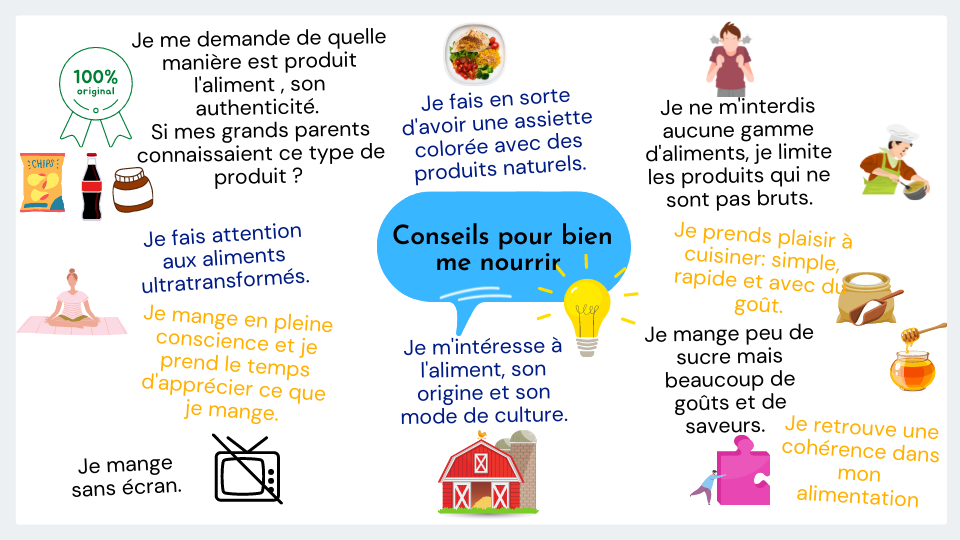 Je me demande de quelle
manière est produit
l'aliment , son
authenticité.
Si mes grands parents
connaissaient ce type de
produit ?
100%
original
CHIPS
Je fais en sorte
d'avoir une assiette
colorée avec des
produits naturels.
Je ne m'interdis
aucune gamme
d'aliments, je limite
les produits qui ne
sont pas bruts.
Conseils pour bien
me nourrir
Je fais attention
aux aliments
ultratransformés.
Je prends plaisir à
cuisiner: simple,
rapide et avec du
goût.
Je mange en pleine
conscience et je
prend le temps
d'apprécier ce que
je mange.
Je m'intéresse à
l'aliment, son
origine et son
mode de culture.
Je mange peu de
sucre mais
beaucoup de
goûts et de
saveurs.
Je retrouve une
cohérence dans
mon
alimentation
Je mange
sans écran.